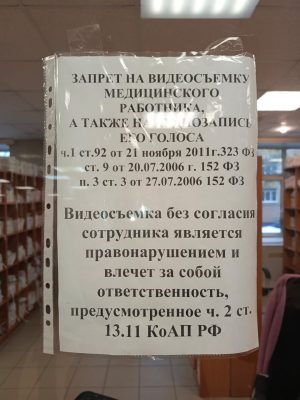 ЗАПРЕТ НА ВИДЕОСЪЕМКУ
МЕДИЦИНСКОГО
РАБОТНИКА,
А ТАКЖЕ НА
ЕГО ГОЛОСА
ч.1 ст.92 от 21 ноября 2011г.323 ФЗ
ст. 9 от 20.07.2006 г. 152 ФЗ
п. 3 ст. 3 от 27.07.2006 152 ФЗ
Видеосъемка без согласия
сотрудника является
правонарушением и
влечет за собой
ответственность,
предусмотренное ч. 2 ст.
13.11 КоАП РФ